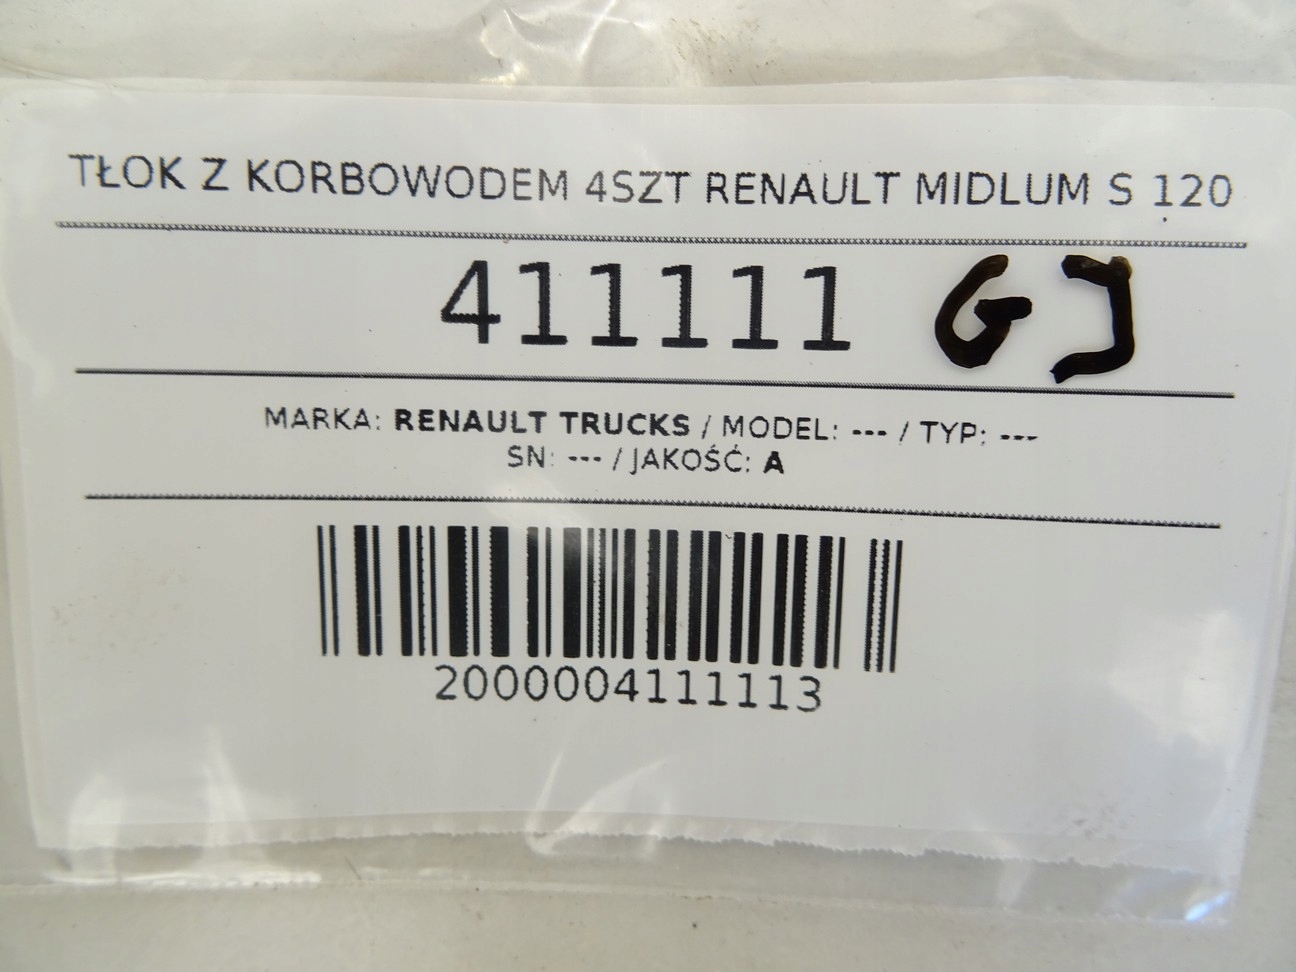 TŁOK Z KORBOWODEM 4SZT RENAULT MIDLUM S 120
411111 GJ
MARKA: RENAULT TRUCKS / MODEL: --- / TYP: ---
SN: --- / JAKOŚĆ: A
2000004111113